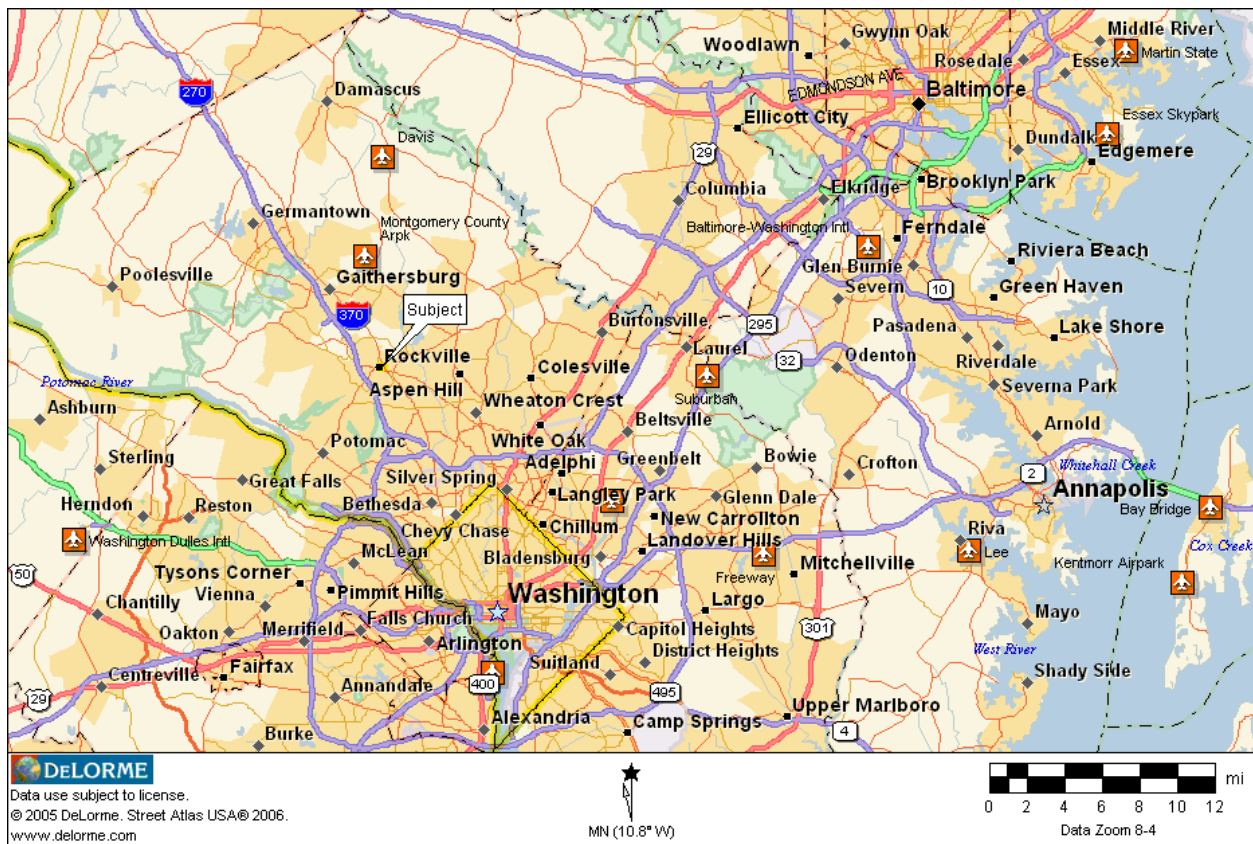 Middle River
Gwynn Oak
Woodlawn
Martin State
Rosedale
Essex
EDMONDSON AVE
Baltimore
270
Damascus
Ellicott City
Essex Skypark
Davis
Dundalk
Edgemere
29
Columbia
Elkridge
Brooklyn Park
Germantown
Montgomery County
Arpk
Baltimore-Washington Intl
Ferndale
Riviera Beach
Poolesville
Gaithersburg
Glen Burnie
Severn
10
Green Haven
Subject
370
Burtonsville
295
Pasadena
Lake Shore
Rockville
Laurel
32
Odenton
Riverdale
Potomac River
Aspen Hill
Colesville
Suburban
Severna Park
Ashburn
Wheaton Crest
Beltsville
Arnold
Potomac
White Oak
Sterling
Adelphi
Greenbelt
Bowie
Crofton
2
Whitehall Creek
Great Falls
Silver Spring
Annapolis
Herndon
Reston
Bethesda
Langley Park
Glenn Dale
Bay Bridge
Chevy Chase
Chillum
New Carrollton
Riva
Washington Dulles Intl
McLean
Bladensburg
Landover Hills
Lee
Cox Creek
Kentmorr Airpark
50
Tysons Corner
Freeway
Mitchellville
Vienna
Pimmit Hills
Washington
Largo
Chantilly
Falls Church
Mayo
Oakton
Merrifield
Arlington
Capitol Heights
301
District Heights
West River
Fairfax
Suitland
Shady Side
Centreville
29
Annandale
400
495
Alexandria
Camp Springs
Upper Marlboro
4
Burke
DELORME
Data use subject to license.
© 2005 DeLorme. Street Atlas USA® 2006.
www.delorme.com
MN (10.8° W)
mi
0 2 4 6 8 10 12
Data Zoom 8-4